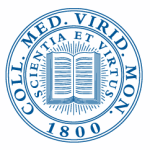 COLL. MED. VIRID. MON.
SCIENTIA ET VIRTUS
1800